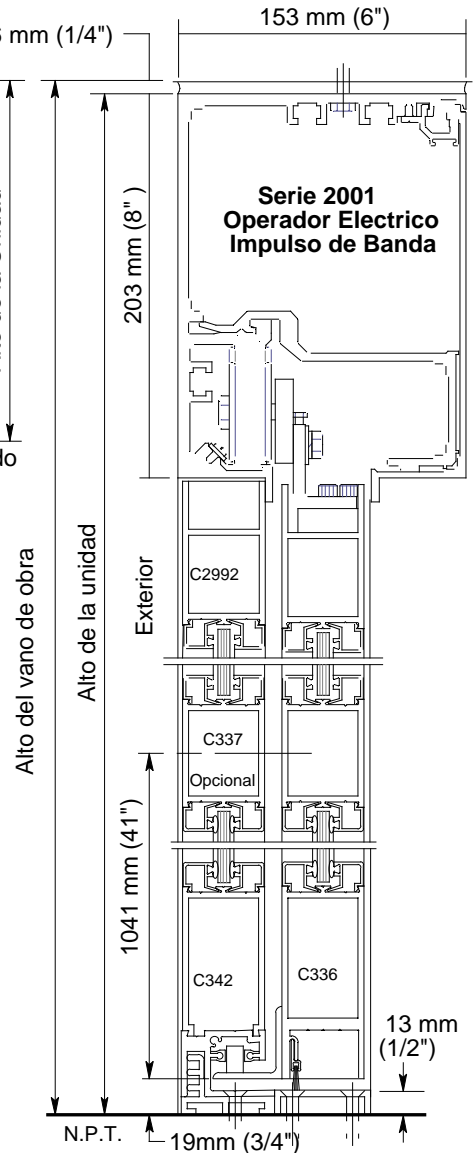 153 mm (6")
mm (1/4")
Serie 2001
Operador Electrico
Impulso de Banda
203 mm (8" )
Alto del vano de obra
Alto de la unidad
Exterior
C2992
C337
Opcional
1041 mm (41")
C342
C336
13 mm
(1/2")
N.P.T.
19mm (3/4")